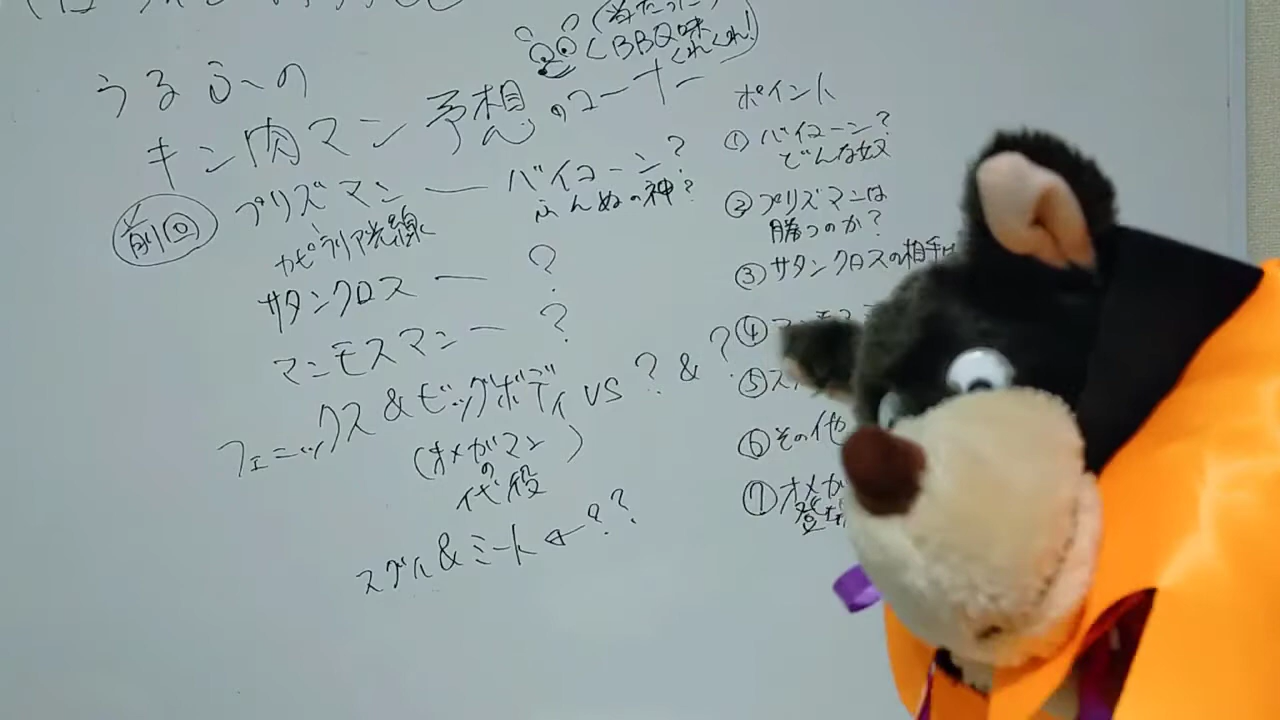 (当たった
BBQ味
くれくれ!
うるふの
キン肉マン予想のコーナー
前回
プリズマン ー バイコーン?
カピラリア光線
ふんぬの神?
サタンクロス ー ?
マンモスマン ー ?
フェニックス&ビッグボディ VS ?&?
(オメガマン
の
代役)
スグル&ミート ← ??
ポイント
① バイコーン?
どんな奴
② プリズマンは
勝つのか?
③ サタンクロスの相手は
④
⑤ ス
⑥ その他
⑦ オメガ
登場